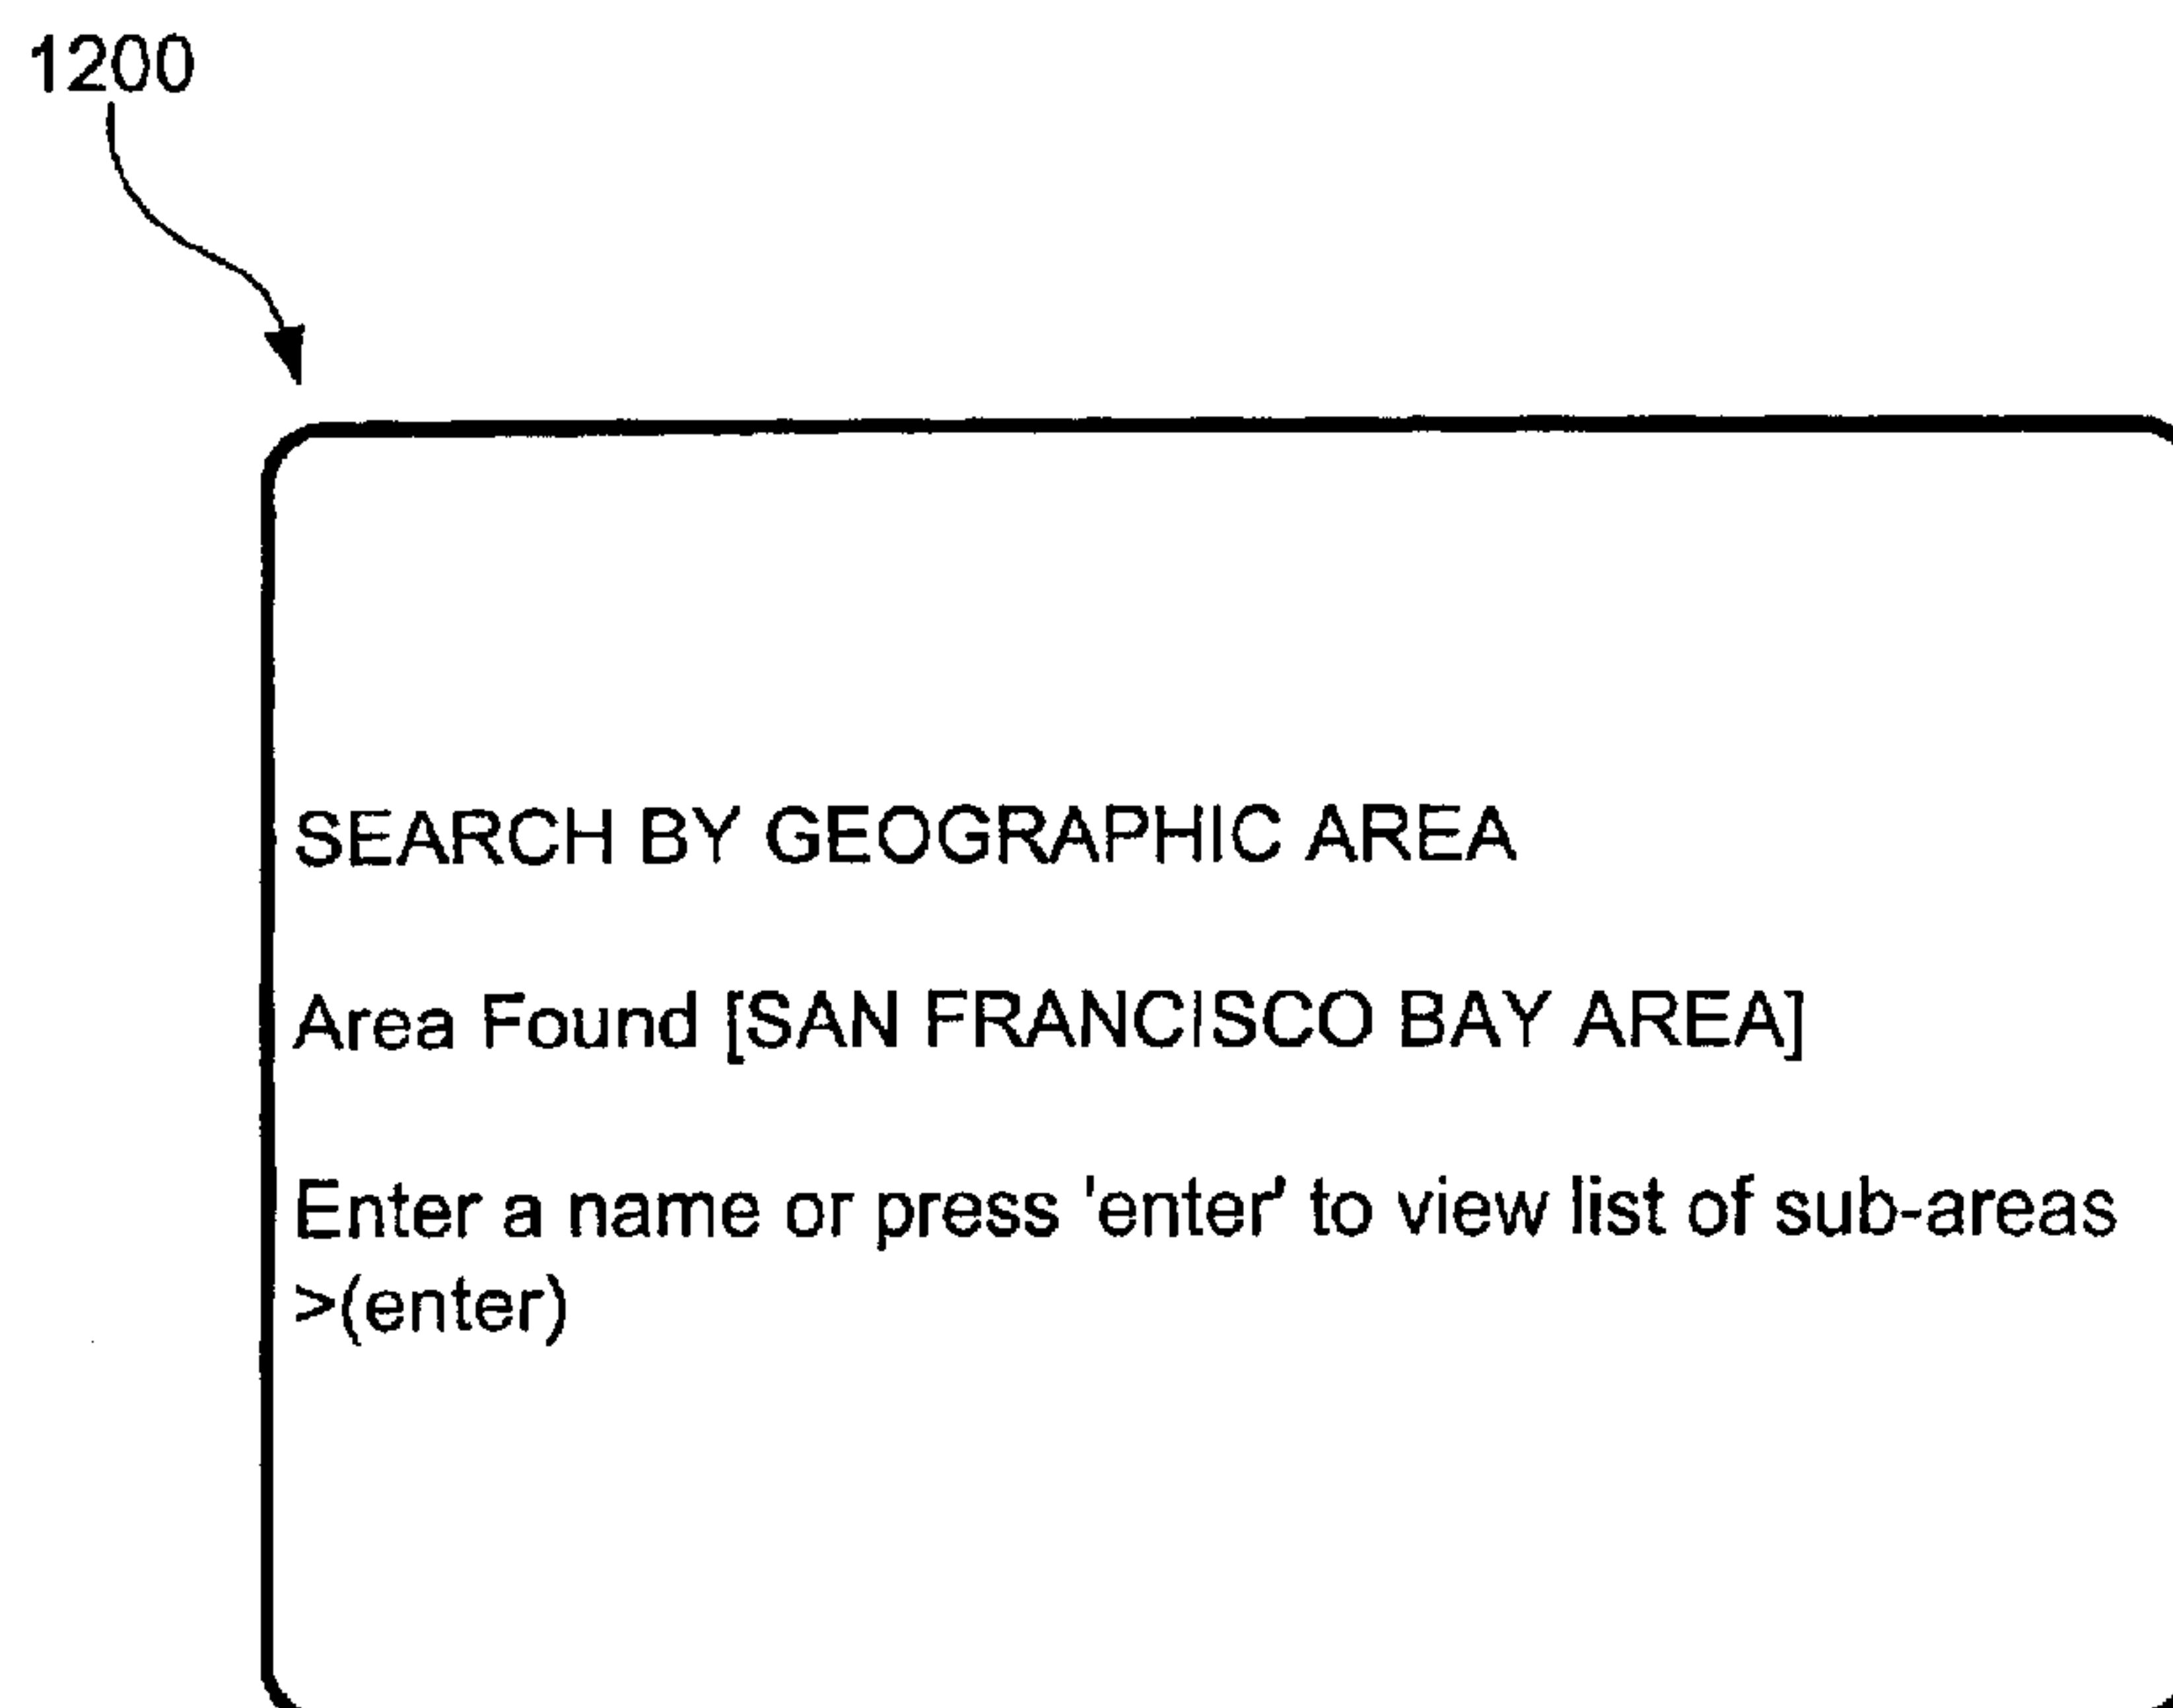 1200
SEARCH BY GEOGRAPHIC AREA
Area Found [SAN FRANCISCO BAY AREA]
Enter a name or press 'enter' to view list of sub-areas
>(enter)